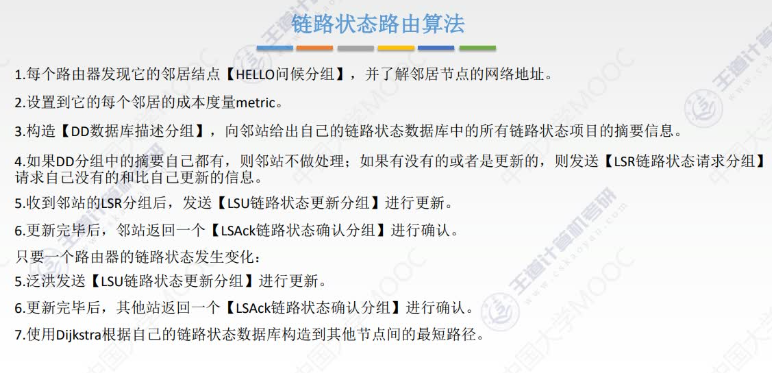 链路状态路由算法
1.每个路由器发现它的邻居结点【HELLO问候分组】，并了解邻居节点的网络地址。
2.设置到它的每个邻居的成本度量metric。
3.构造【DD数据库描述分组】，向邻站给出自己的链路状态数据库中的所有链路状态项目的摘要信息。
4.如果DD分组中的摘要自己都有，则邻站不做处理；如果有没有的或者是更新的，则发送【LSR链路状态请求分组】
请求自己没有的和比自己更新的信息。
5.收到邻站的LSR分组后，发送【LSU链路状态更新分组】进行更新。
6.更新完毕后，邻站返回一个【LSAck链路状态确认分组】进行确认。
只要一个路由器的链路状态发生变化：
5.泛洪发送【LSU链路状态更新分组】进行更新。
6.更新完毕后，其他站返回一个【LSAck链路状态确认分组】进行确认。
7.使用Dijkstra根据自己的链路状态数据库构造到其他节点间的最短路径。
王道计算机考研
中国大学MOOC